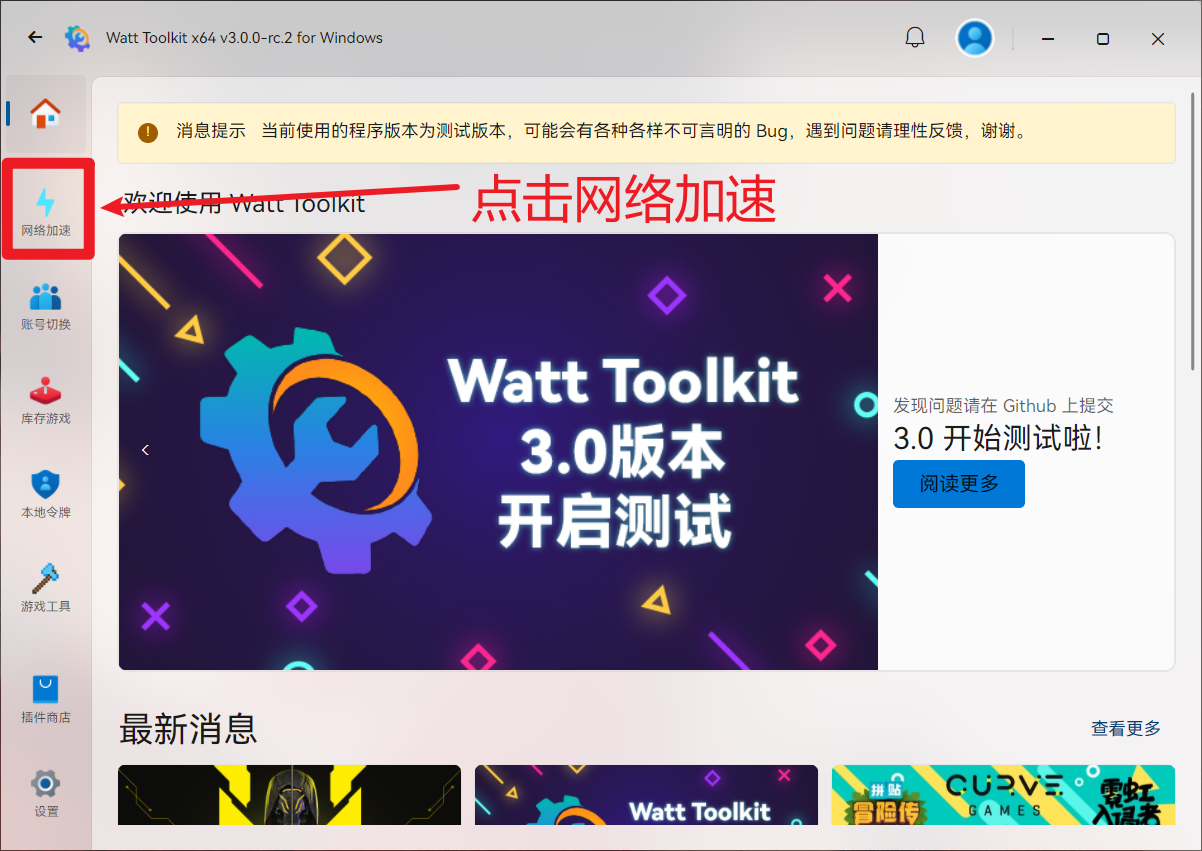 Watt Toolkit x64 v3.0.0-rc.2 for Windows
消息提示 当前使用的程序版本为测试版本，可能会有各种各样不可言明的 Bug，遇到问题请理性反馈，谢谢。
欢迎使用 Watt Toolkit
点击网络加速
网络加速
账号切换
库存游戏
本地令牌
游戏工具
插件商店
设置
Watt Toolkit
3.0版本
开启测试
发现问题请在 Github 上提交
3.0 开始测试啦！
阅读更多
最新消息
查看更多
Watt Toolkit
拼贴
冒险传
CURVE
GAMES
霓虹
入侵者